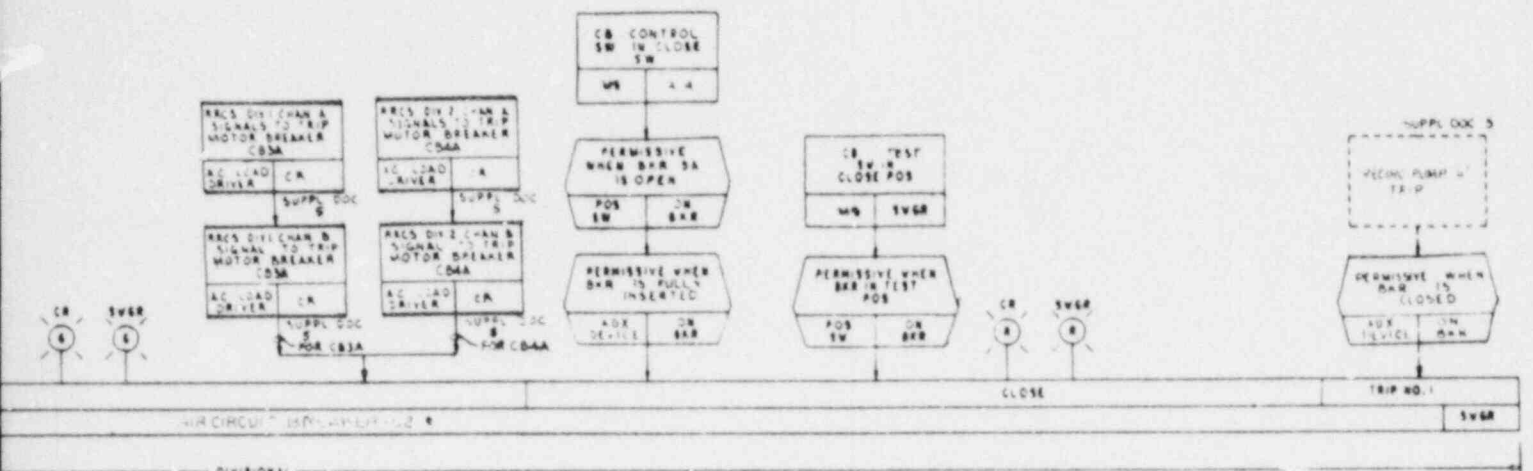 CB CONTROL
SW IN CLOSE
SW
MS
RRCS DIV 1 CHAN A
SIGNALS TO TRIP
MOTOR BREAKER
CB3A
AC LOAD
DRIVER
CR
SUPPL DOC
5
RRCS DIV 1 CHAN B
SIGNAL TO TRIP
MOTOR BREAKER
CB3A
AC LOAD
DRIVER
CR
SUPPL DOC
5
FOR CB3A
RRCS DIV 2 CHAN A
SIGNALS TO TRIP
MOTOR BREAKER
CB4A
AC LOAD
DRIVER
CR
SUPPL DOC
5
RRCS DIV 2 CHAN B
SIGNAL TO TRIP
MOTOR BREAKER
CB4A
AC LOAD
DRIVER
CR
SUPPL DOC
FOR CB4A
PERMISSIVE
WHEN BKR 5A
IS OPEN
POS
SW
ON
BKR
PERMISSIVE WHEN
BKR IS FULLY
INSERTED
AUX
DEVICE
ON
BKR
CB TEST
SW IN
CLOSE POS
MS
SWGR
PERMISSIVE WHEN
BKR IN TEST
POS
POS
SW
ON
BKR
SUPPL DOC 5
RECIRC PUMP
TRIP
PERMISSIVE WHEN
BKR IS
CLOSED
AUX
DEVICE
ON
BKR
CR
G
SWGR
G
CR
R
SWGR
R
CLOSE
TRIP NO. 1
AIR CIRCUIT BREAKER
SWGR